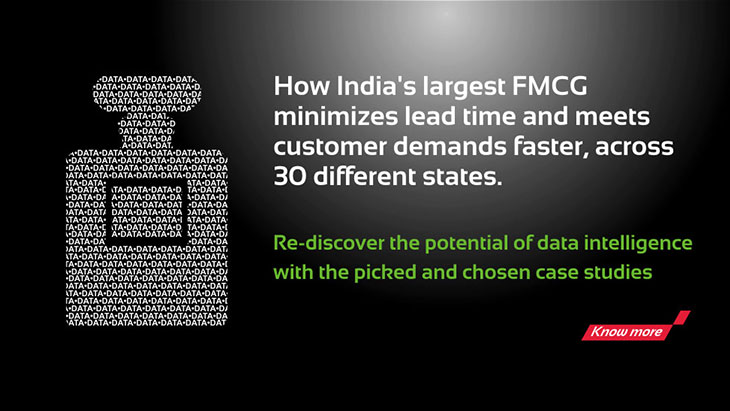 How India's largest FMCG
minimizes lead time and meets
customer demands faster, across
30 different states.
Re-discover the potential of data intelligence
with the picked and chosen case studies
Know more